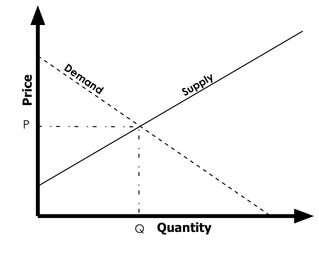 Demand
Supply
Price
P
Q
Quantity